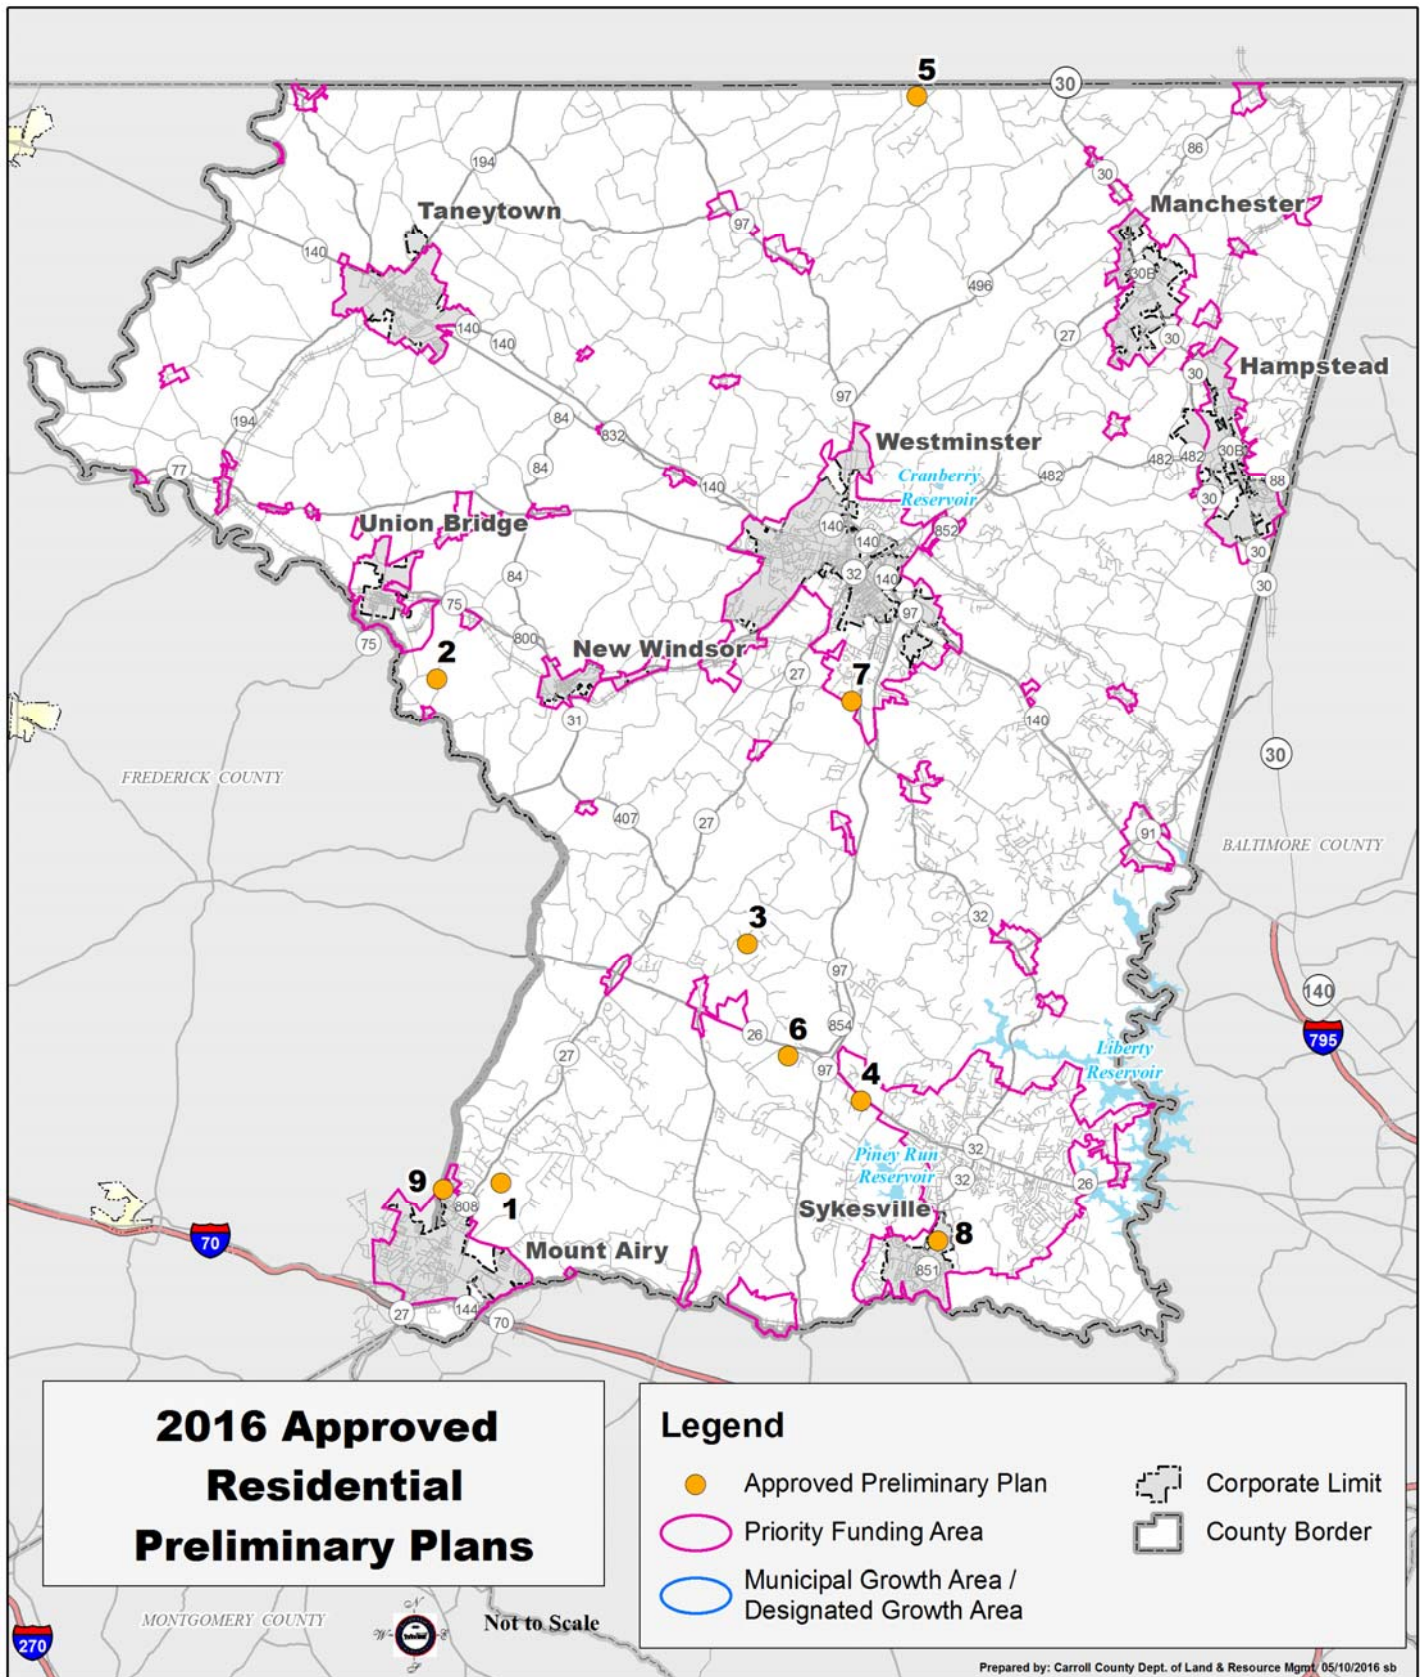 5
30
86
194
30
Taneytown
Manchester
97
140
30B
496
27
140
140
30
Hampstead
30
97
84
194
832
Westminster
482
482
30B
77
84
Cranberry
Reservoir
482
88
140
30
Union Bridge
140
140
852
30
84
32
140
30
75
97
75
800
New Windsor
2
27
7
31
140
30
FREDERICK COUNTY
407
27
91
BALTIMORE COUNTY
3
32
97
140
26
6
854
795
27
97
4
Liberty
Reservoir
Piney Run
Reservoir
32
32
26
9
808
1
Sykesville
8
70
Mount Airy
851
27
144
70
2016 Approved
Residential
Preliminary Plans
Legend
Approved Preliminary Plan
Corporate Limit
Priority Funding Area
County Border
Municipal Growth Area /
Designated Growth Area
MONTGOMERY COUNTY
N
W
E
S
Not to Scale
270
Prepared by: Carroll County Dept. of Land & Resource Mgmt, 05/10/2016 sb